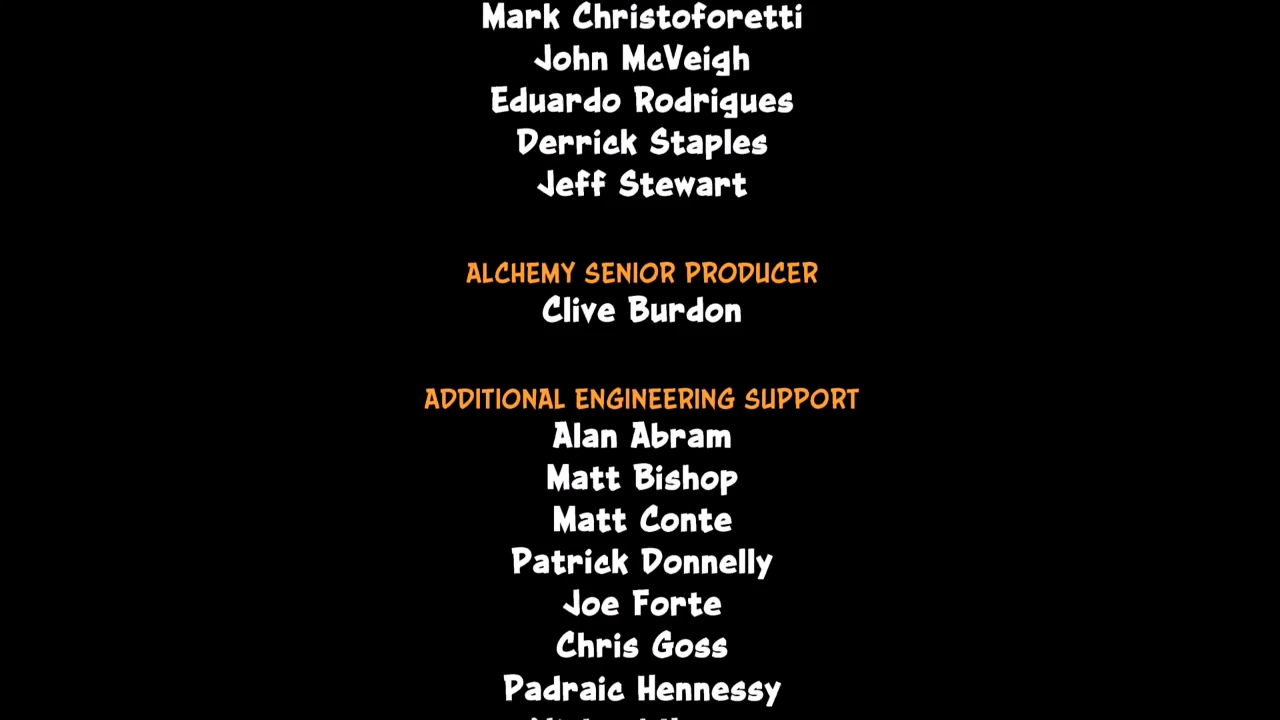 Mark Christoforetti
John McVeigh
Eduardo Rodrigues
Derrick Staples
Jeff Stewart
ALCHEMY SENIOR PRODUCER
Clive Burdon
ADDITIONAL ENGINEERING SUPPORT
Alan Abram
Matt Bishop
Matt Conte
Patrick Donnelly
Joe Forte
Chris Goss
Padraic Hennessy